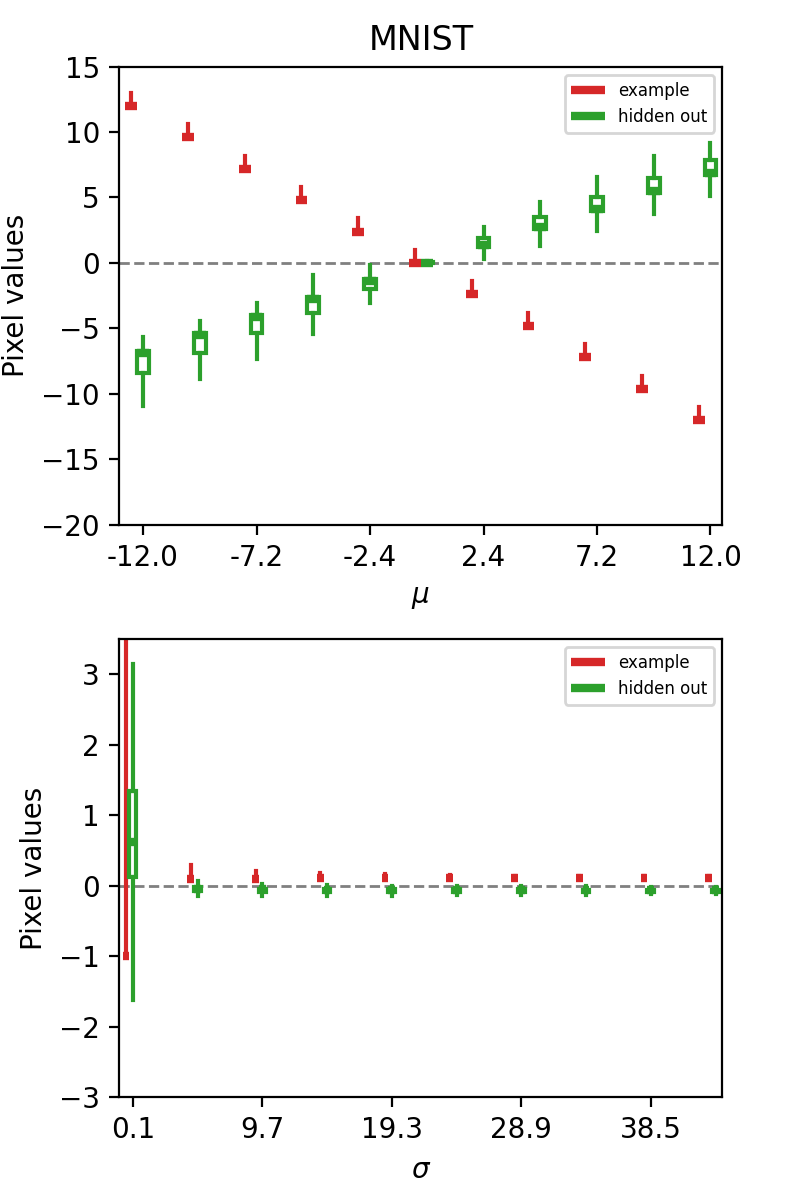 MNIST
15
10
5
0
−5
−10
−15
−20
Pixel values
example
hidden out
-12.0 -7.2 -2.4 2.4 7.2 12.0
μ
3
2
1
0
−1
−2
−3
Pixel values
example
hidden out
0.1 9.7 19.3 28.9 38.5
σ